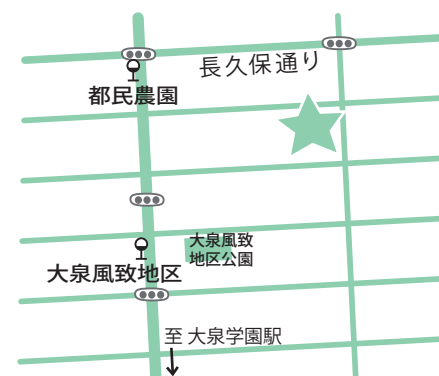 長久保通り
都民農園
大泉風致
地区公園
大泉風致地区
至 大泉学園駅